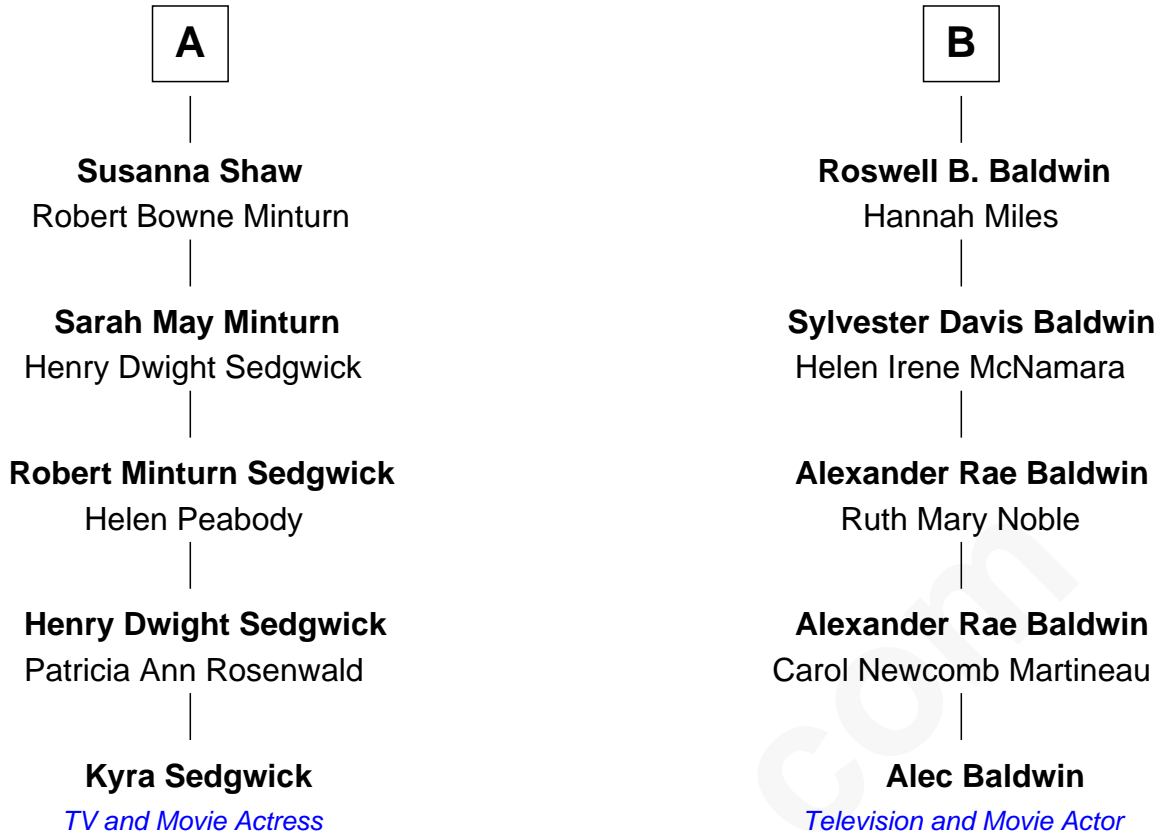 A
Susanna Shaw
Robert Bowne Minturn
Sarah May Minturn
Henry Dwight Sedgwick
Robert Minturn Sedgwick
Helen Peabody
Henry Dwight Sedgwick
Patricia Ann Rosenwald
Kyra Sedgwick
TV and Movie Actress
B
Roswell B. Baldwin
Hannah Miles
Sylvester Davis Baldwin
Helen Irene McNamara
Alexander Rae Baldwin
Ruth Mary Noble
Alexander Rae Baldwin
Carol Newcomb Martineau
Alec Baldwin
Television and Movie Actor
com